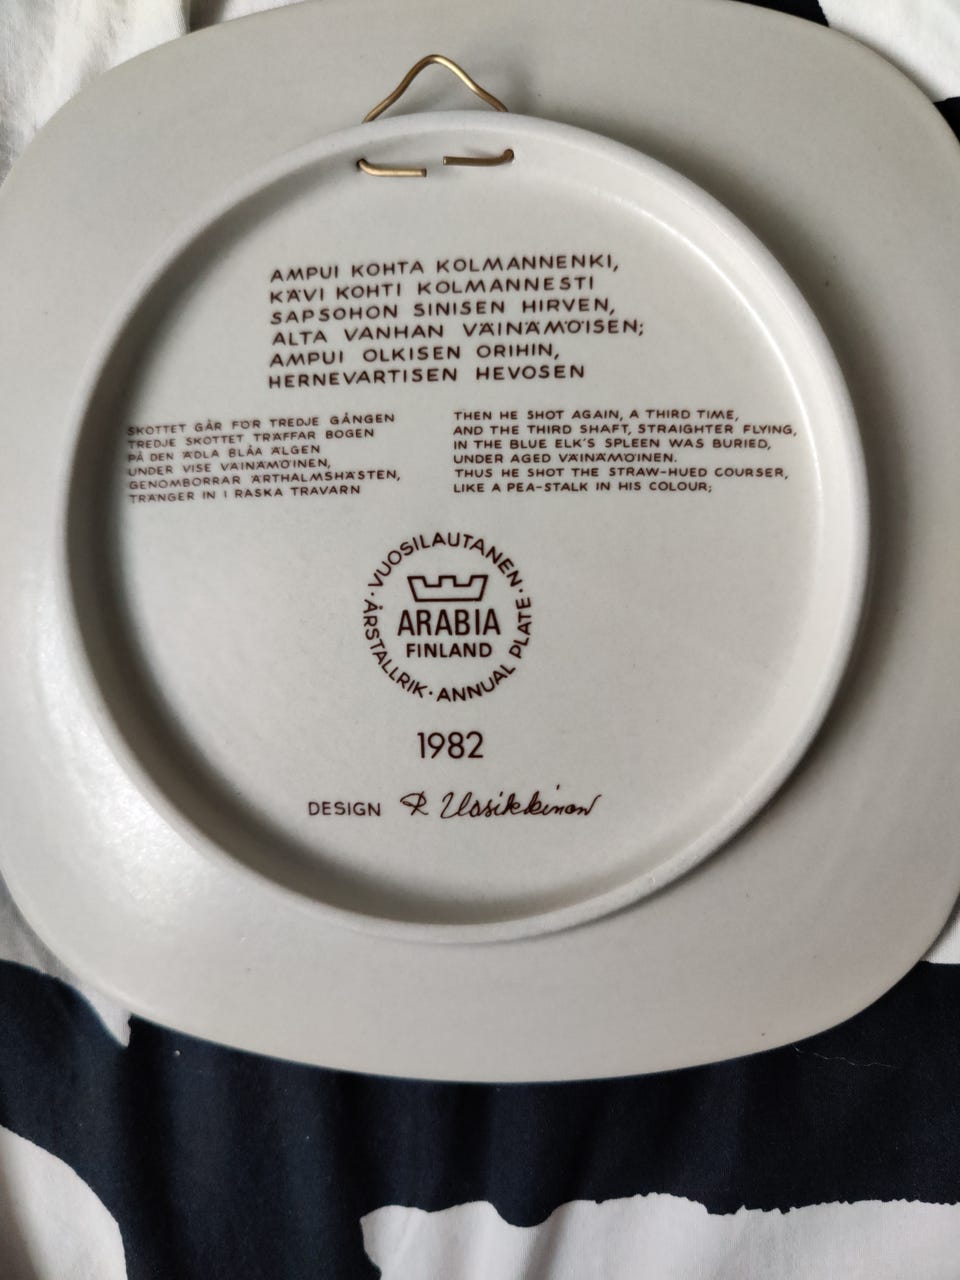 AMPUI KOHTA KOLMANNENKI,
KÄVI KOHTI KOLMANNESTI
SAPSOHON SINISEN HIRVEN,
ALTA VANHAN VÄINÄMÖISEN;
AMPUI OLKISEN ORIHIN,
HERNEVARTISEN HEVOSEN
SKOTTET GÅR FÖR TREDJE GÅNGEN
TREDJE SKOTTET TRÄFFAR BOGEN
PÅ DEN ÄDLA BLÅA ÄLGEN
UNDER VISE VÄINÄMÖINEN,
GENOMBORRAR ÄRTHALMSHÄSTEN,
TRÄNGER IN I RASKA TRAVARN
THEN HE SHOT AGAIN, A THIRD TIME,
AND THE THIRD SHAFT, STRAIGHTER FLYING,
IN THE BLUE ELK'S SPLEEN WAS BURIED,
UNDER AGED VÄINÄMÖINEN.
THUS HE SHOT THE STRAW-HUED COURSER,
LIKE A PEA-STALK IN HIS COLOUR;
· VUOSILAUTANEN · ANNUAL PLATE · ÅRSTALLRIK
ARABIA
FINLAND
1982
DESIGN R Uosikkinen